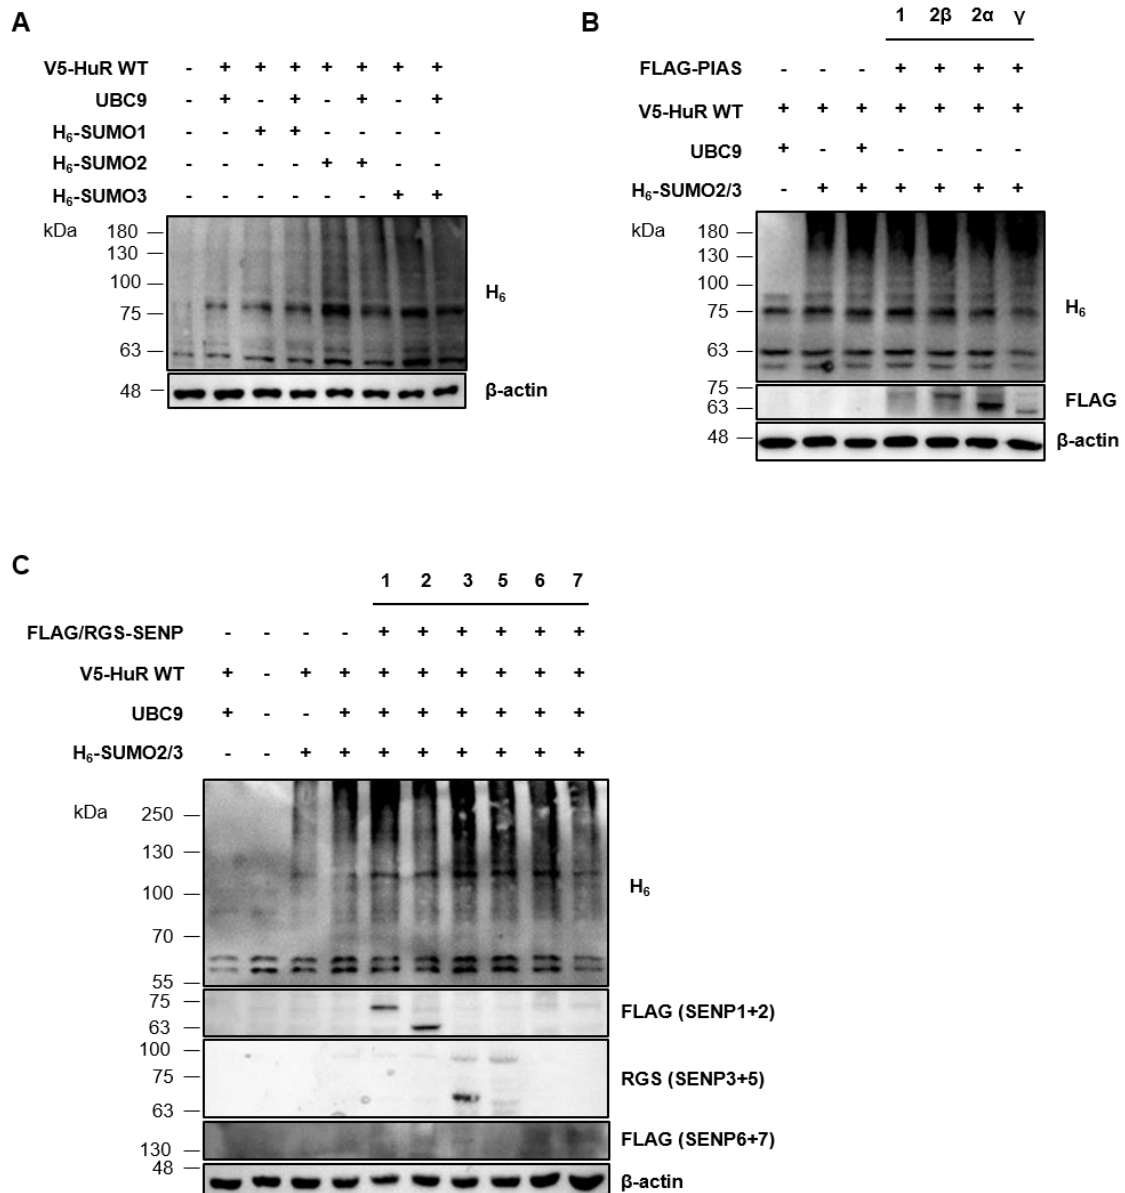 A
V5-HuR WT - + + + + + + +
UBC9 - + - + - + - +
H₆-SUMO1 - - + + - - - -
H₆-SUMO2 - - - - + + - -
H₆-SUMO3 - - - - - - + +
kDa
180
130
100
75
63
48
H₆
β-actin
B
1 2β 2α γ
FLAG-PIAS - - - + + + +
V5-HuR WT + + + + + + +
UBC9 + - + - - - -
H₆-SUMO2/3 - + + + + + +
kDa
180
130
100
75
63
75
63
48
H₆
FLAG
β-actin
C
1 2 3 5 6 7
FLAG/RGS-SENP - - - - + + + + + +
V5-HuR WT + - + + + + + + + +
UBC9 + - - + + + + + + +
H₆-SUMO2/3 - - + + + + + + + +
kDa
250
130
100
70
55
H₆
75
63
FLAG (SENP1+2)
100
75
63
RGS (SENP3+5)
130
FLAG (SENP6+7)
48
β-actin